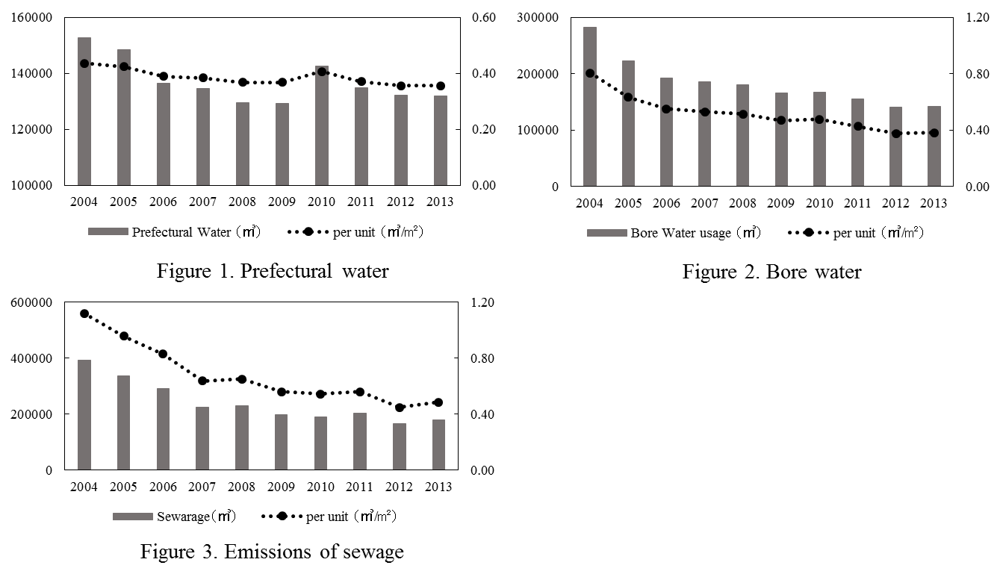 160000
140000
120000
100000
0.60
0.40
0.20
0.00
2004 2005 2006 2007 2008 2009 2010 2011 2012 2013
Prefectural Water (㎥) per unit (㎥/㎡)
Figure 1. Prefectural water
300000
200000
100000
0
1.20
0.80
0.40
0.00
2004 2005 2006 2007 2008 2009 2010 2011 2012 2013
Bore Water usage (㎥) per unit (㎥/㎡)
Figure 2. Bore water
600000
400000
200000
0
1.20
0.80
0.40
0.00
2004 2005 2006 2007 2008 2009 2010 2011 2012 2013
Sewarage(㎥) per unit (㎥/㎡)
Figure 3. Emissions of sewage